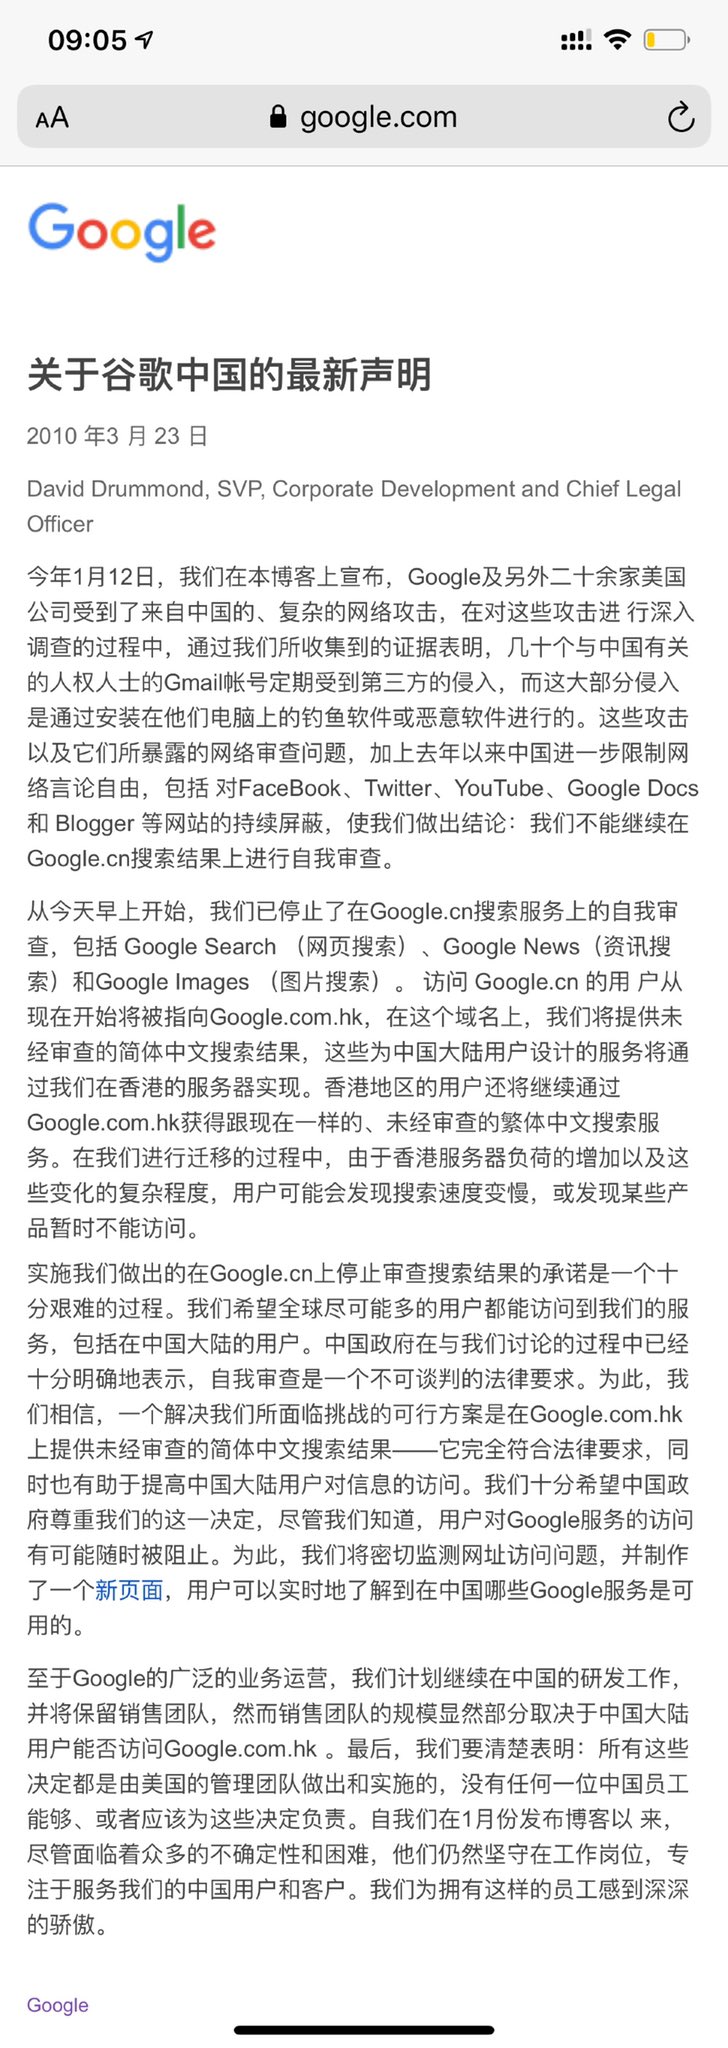 09:05
AA google.com
Google
关于谷歌中国的最新声明
2010 年3 月 23 日
David Drummond, SVP, Corporate Development and Chief Legal
Officer
今年1月12日，我们在本博客上宣布，Google及另外二十余家美国
公司受到了来自中国的、复杂的网络攻击，在对这些攻击进 行深入
调查的过程中，通过我们所收集到的证据表明，几十个与中国有关
的人权人士的Gmail帐号定期受到第三方的侵入，而这大部分侵入
是通过安装在他们电脑上的钓鱼软件或恶意软件进行的。这些攻击
以及它们所暴露的网络审查问题，加上去年以来中国进一步限制网
络言论自由，包括 对FaceBook、Twitter、YouTube、Google Docs
和 Blogger 等网站的持续屏蔽，使我们做出结论：我们不能继续在
Google.cn搜索结果上进行自我审查。
从今天早上开始，我们已停止了在Google.cn搜索服务上的自我审
查，包括 Google Search （网页搜索）、Google News（资讯搜
索）和Google Images （图片搜索）。 访问 Google.cn 的用 户从
现在开始将被指向Google.com.hk，在这个域名上，我们将提供未
经审查的简体中文搜索结果，这些为中国大陆用户设计的服务将通
过我们在香港的服务器实现。香港地区的用户还将继续通过
Google.com.hk获得跟现在一样的、未经审查的繁体中文搜索服
务。在我们进行迁移的过程中，由于香港服务器负荷的增加以及这
些变化的复杂程度，用户可能会发现搜索速度变慢，或发现某些产
品暂时不能访问。
实施我们做出的在Google.cn上停止审查搜索结果的承诺是一个十
分艰难的过程。我们希望全球尽可能多的用户都能访问到我们的服
务，包括在中国大陆的用户。中国政府在与我们讨论的过程中已经
十分明确地表示，自我审查是一个不可谈判的法律要求。为此，我
们相信，一个解决我们所面临挑战的可行方案是在Google.com.hk
上提供未经审查的简体中文搜索结果——它完全符合法律要求，同
时也有助于提高中国大陆用户对信息的访问。我们十分希望中国政
府尊重我们的这一决定，尽管我们知道，用户对Google服务的访问
有可能随时被阻止。为此，我们将密切监测网址访问问题，并制作
了一个新页面，用户可以实时地了解到在中国哪些Google服务是可
用的。
至于Google的广泛的业务运营，我们计划继续在中国的研发工作，
并将保留销售团队，然而销售团队的规模显然部分取决于中国大陆
用户能否访问Google.com.hk 。最后，我们要清楚表明：所有这些
决定都是由美国的管理团队做出和实施的，没有任何一位中国员工
能够、或者应该为这些决定负责。自我们在1月份发布博客以 来，
尽管面临着众多的不确定性和困难，他们仍然坚守在工作岗位，专
注于服务我们的中国用户和客户。我们为拥有这样的员工感到深深
的骄傲。
Google